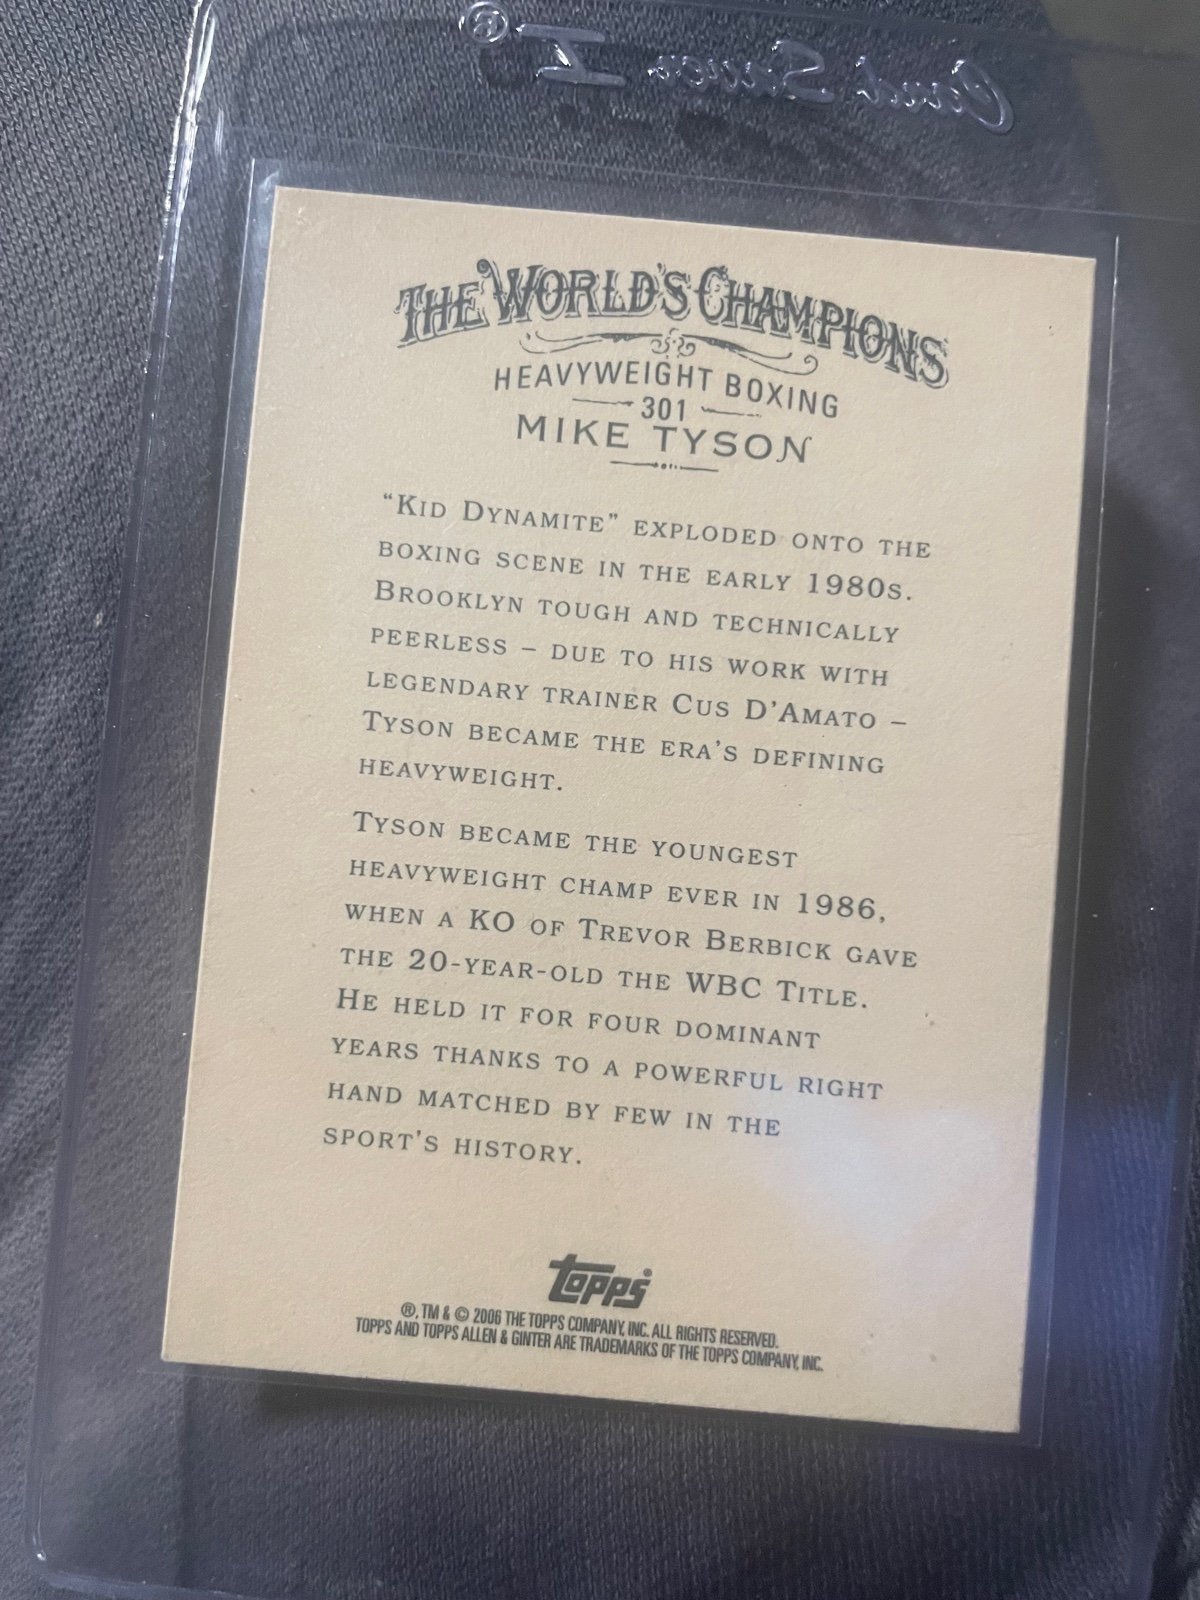 Card Saver I®
THE WORLD'S CHAMPIONS
HEAVYWEIGHT BOXING
301
MIKE TYSON
"KID DYNAMITE" EXPLODED ONTO THE
BOXING SCENE IN THE EARLY 1980S.
BROOKLYN TOUGH AND TECHNICALLY
PEERLESS – DUE TO HIS WORK WITH
LEGENDARY TRAINER CUS D'AMATO –
TYSON BECAME THE ERA'S DEFINING
HEAVYWEIGHT.
TYSON BECAME THE YOUNGEST
HEAVYWEIGHT CHAMP EVER IN 1986,
WHEN A KO OF TREVOR BERBICK GAVE
THE 20-YEAR-OLD THE WBC TITLE.
HE HELD IT FOR FOUR DOMINANT
YEARS THANKS TO A POWERFUL RIGHT
HAND MATCHED BY FEW IN THE
SPORT'S HISTORY.
topps
®, TM & © 2006 THE TOPPS COMPANY, INC. ALL RIGHTS RESERVED.
TOPPS AND TOPPS ALLEN & GINTER ARE TRADEMARKS OF THE TOPPS COMPANY, INC.